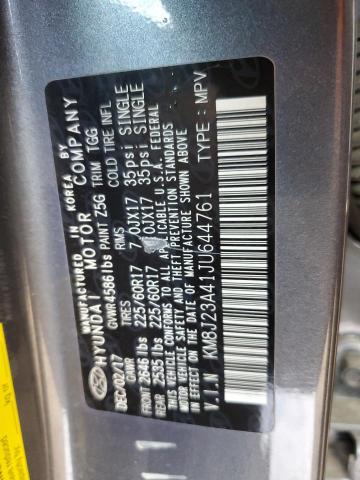 MANUFACTURED IN KOREA BY
HYUNDAI MOTOR COMPANY
DEC/02/17 GVWR 4586 lbs PAINT Z5G TRIM TGG
GAWR TIRES RIMS COLD TIRE INFL
FRONT 2646 lbs 225/60R17 7.0JX17 35psi; SINGLE
REAR 2535 lbs 225/60R17 7.0JX17 35psi; SINGLE
THIS VEHICLE CONFORMS TO ALL APPLICABLE U.S.A. FEDERAL
MOTOR VEHICLE SAFETY, BUMPER, AND THEFT PREVENTION STANDARDS
IN EFFECT ON THE DATE OF MANUFACTURE SHOWN ABOVE.
V.I.N : KM8J23A41JU644761 TYPE: MPV